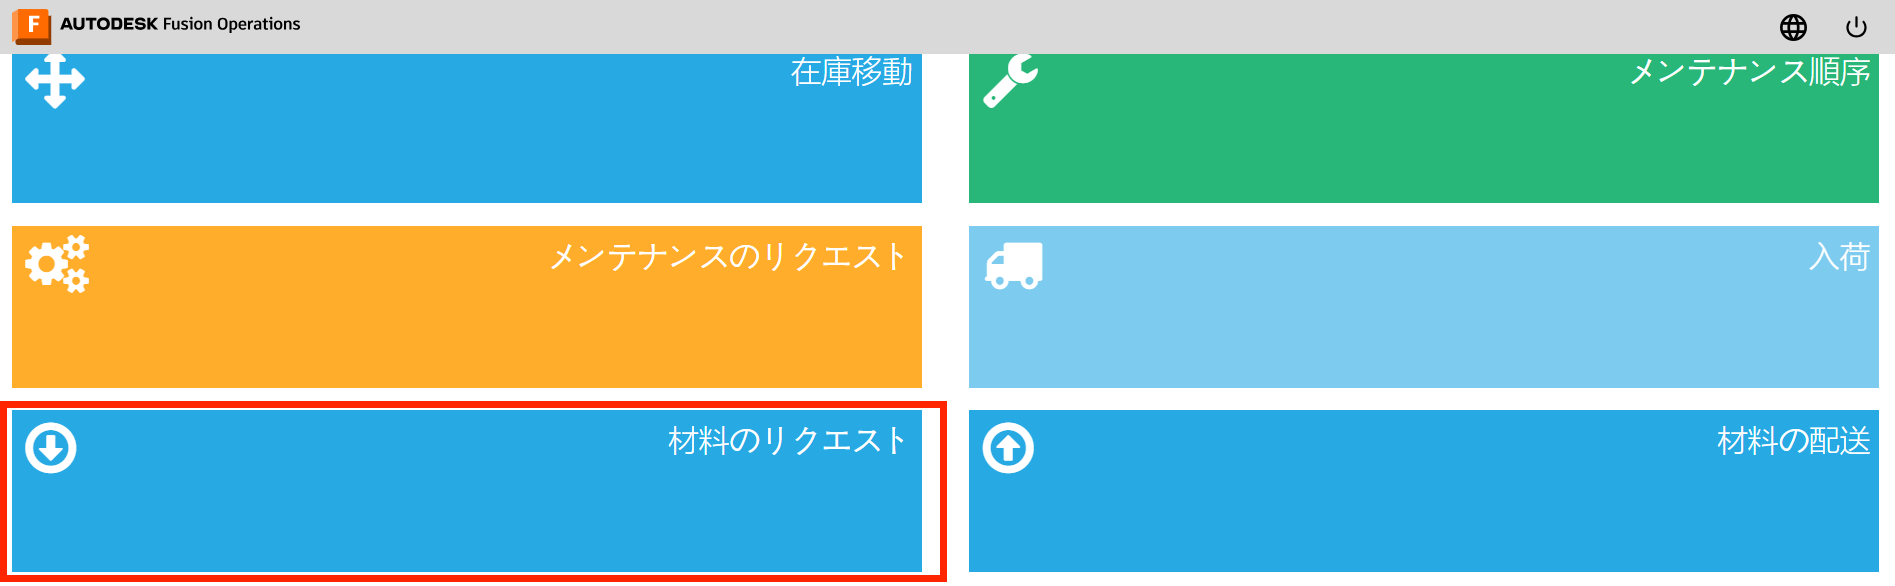 F AUTODESK Fusion Operations
在庫移動
メンテナンス順序
メンテナンスのリクエスト
入荷
材料のリクエスト
材料の配送